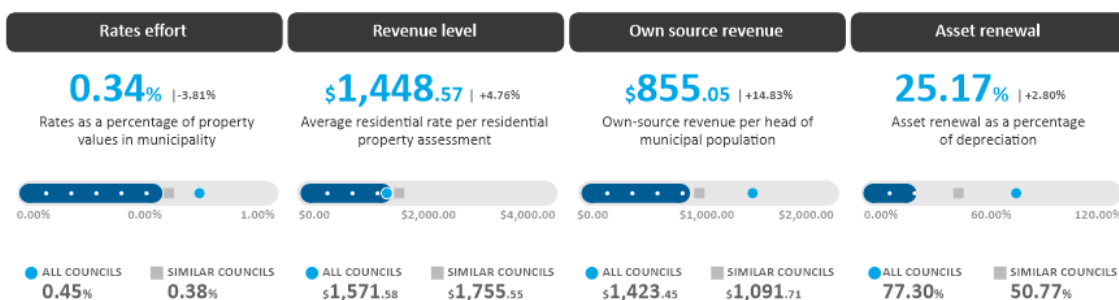 Rates effort
0.34% | -3.81%
Rates as a percentage of property
values in municipality
0.00% 0.00% 1.00%
ALL COUNCILS SIMILAR COUNCILS
0.45% 0.38%
Revenue level
$1,448.57 | +4.76%
Average residential rate per residential
property assessment
$0.00 $2,000.00 $4,000.00
ALL COUNCILS SIMILAR COUNCILS
$1,571.58 $1,755.55
Own source revenue
$855.05 | +14.83%
Own-source revenue per head of
municipal population
$0.00 $1,000.00 $2,000.00
ALL COUNCILS SIMILAR COUNCILS
$1,423.45 $1,091.71
Asset renewal
25.17% | +2.80%
Asset renewal as a percentage
of depreciation
0.00% 60.00% 120.00%
ALL COUNCILS SIMILAR COUNCILS
77.30% 50.77%